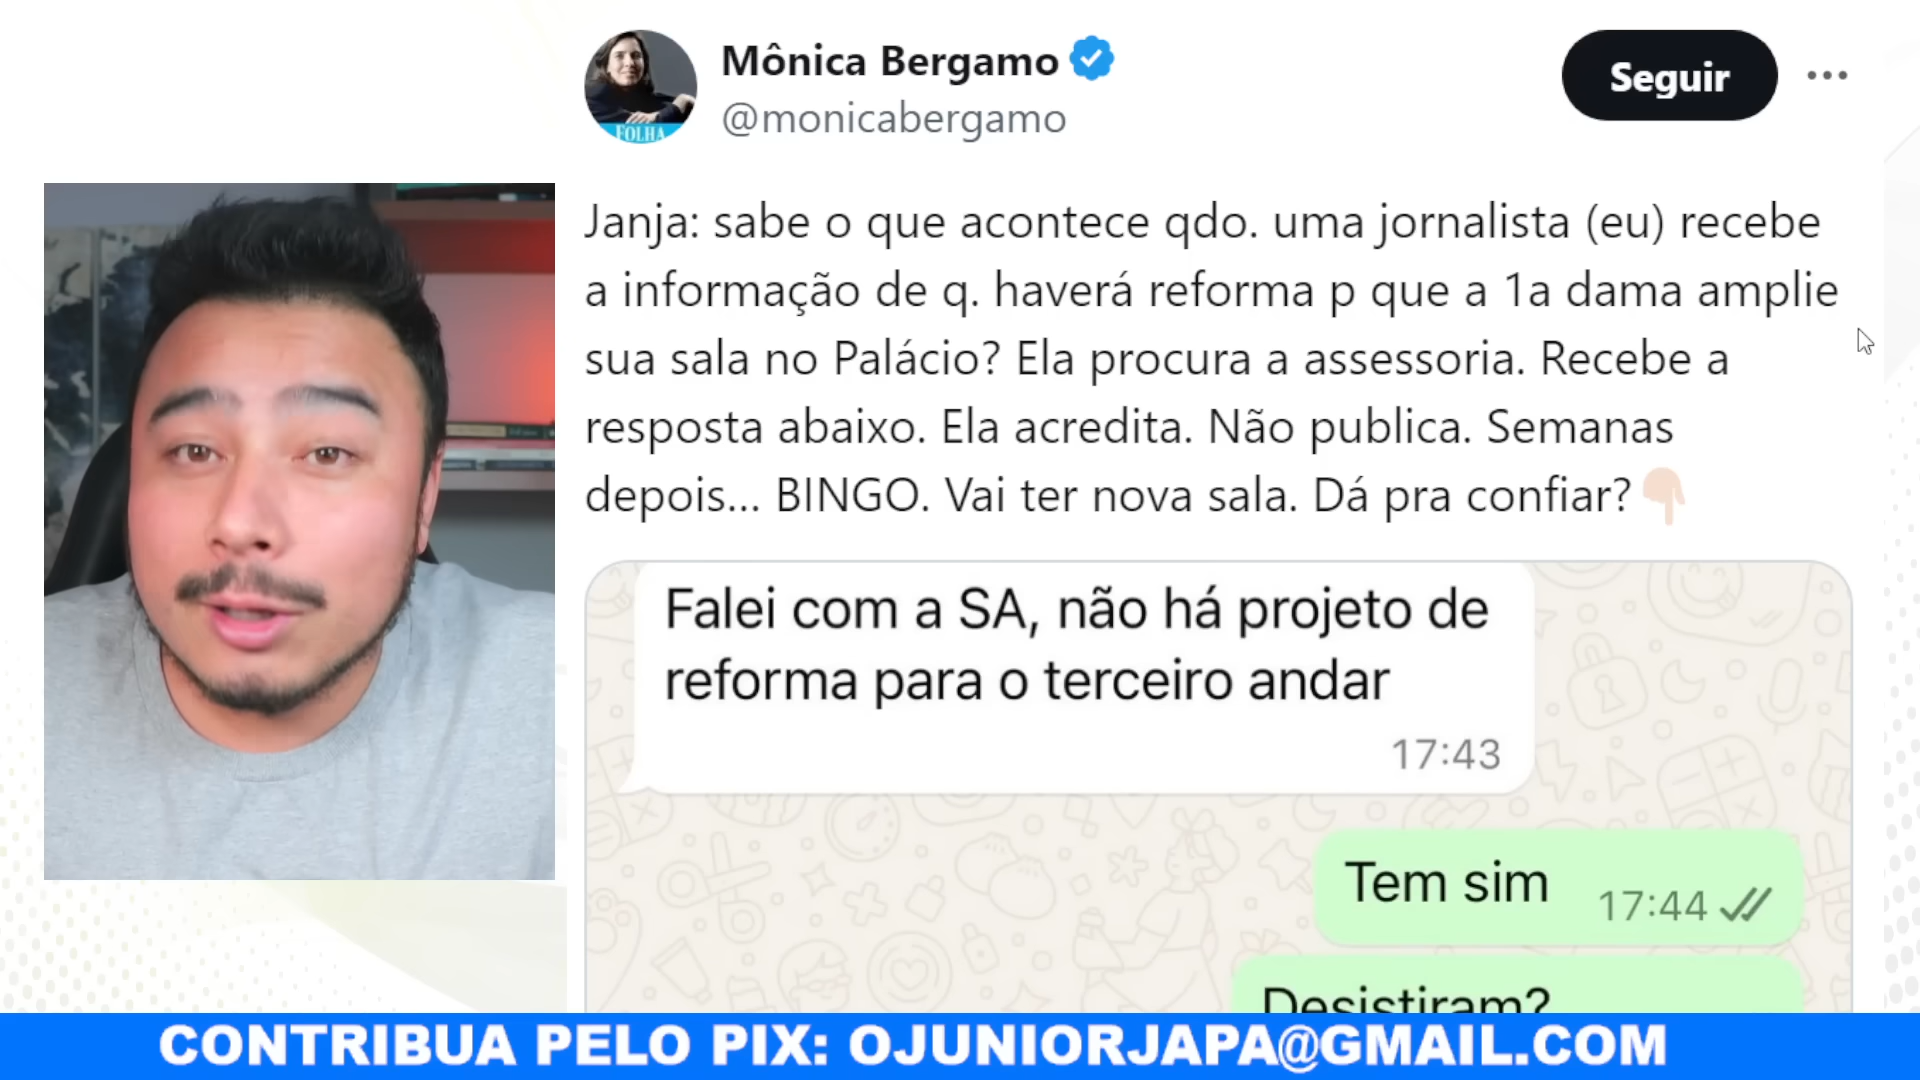 Mônica Bergamo
@monicabergamo
FOLHA
Seguir
Janja: sabe o que acontece qdo. uma jornalista (eu) recebe
a informação de q. haverá reforma p que a 1a dama amplie
sua sala no Palácio? Ela procura a assessoria. Recebe a
resposta abaixo. Ela acredita. Não publica. Semanas
depois... BINGO. Vai ter nova sala. Dá pra confiar?👇🏻
Falei com a SA, não há projeto de
reforma para o terceiro andar
17:43
Tem sim 17:44
Desistiram?
CONTRIBUA PELO PIX: OJUNIORJAPA@GMAIL.COM